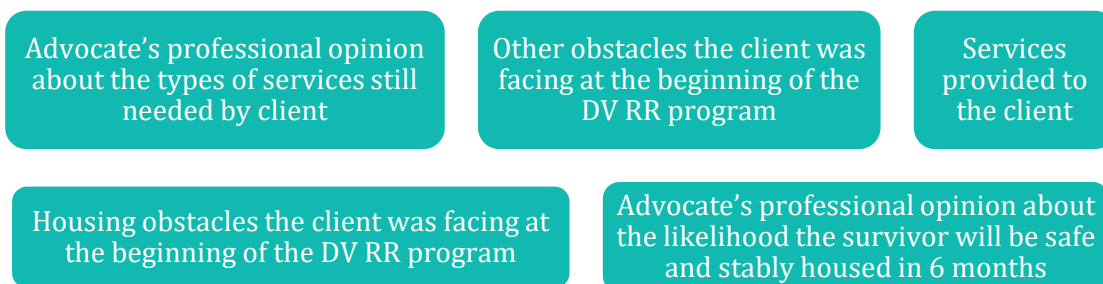 Advocate’s professional opinion
about the types of services still
needed by client
Other obstacles the client was
facing at the beginning of the
DV RR program
Services
provided to
the client
Housing obstacles the client was facing at
the beginning of the DV RR program
Advocate’s professional opinion about
the likelihood the survivor will be safe
and stably housed in 6 months